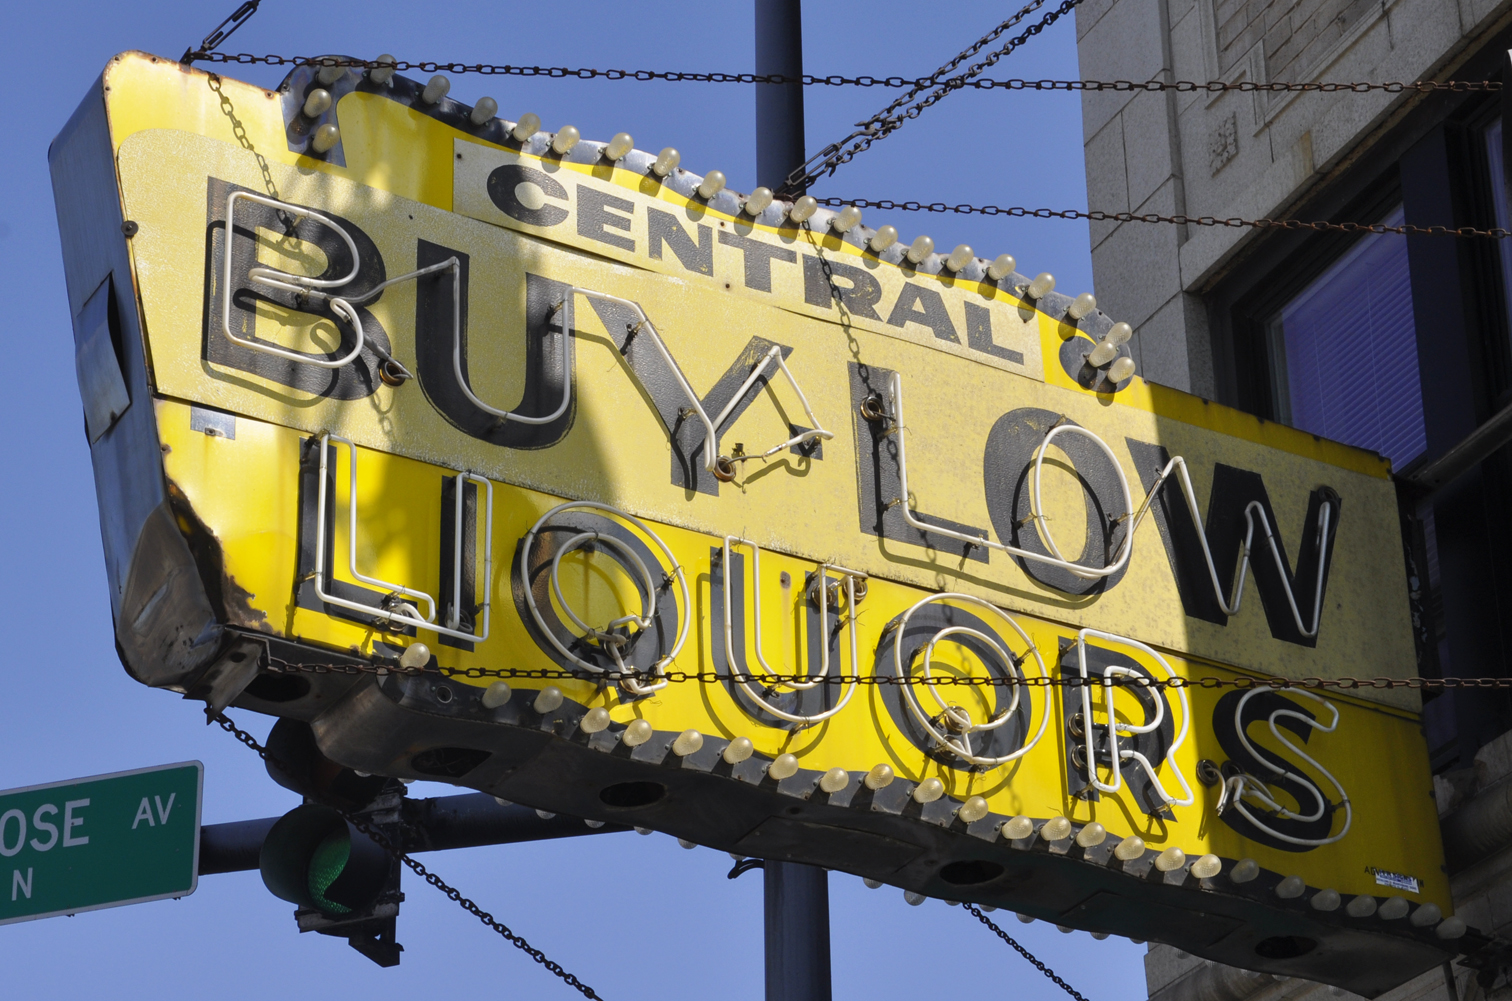 CENTRAL
BUY-LOW
LIQUORS
OSE AV
N